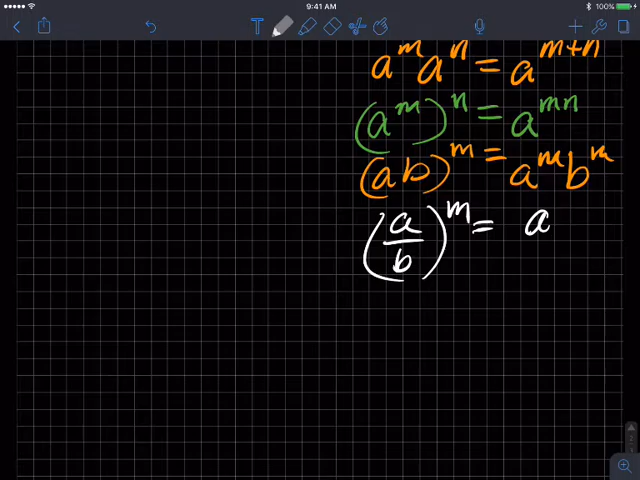 9:41 AM
100%
T
a^m a^n = a^{m+n}
(a^m)^n = a^{mn}
(ab)^m = a^m b^m
(a/b)^m = a